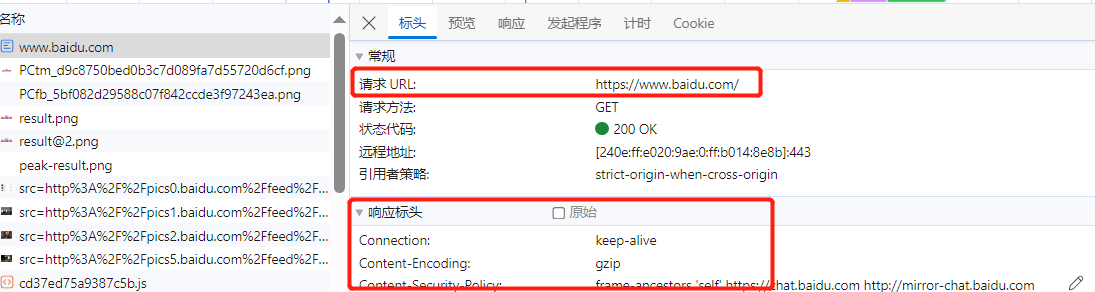 名称
www.baidu.com
PCtm_d9c8750bed0b3c7d089fa7d55720d6cf.png
PCfb_5bf082d29588c07f842ccde3f97243ea.png
result.png
result@2.png
peak-result.png
src=http%3A%2F%2Fpics0.baidu.com%2Ffeed%2F...
src=http%3A%2F%2Fpics1.baidu.com%2Ffeed%2F...
src=http%3A%2F%2Fpics2.baidu.com%2Ffeed%2F...
src=http%3A%2F%2Fpics5.baidu.com%2Ffeed%2F...
cd37ed75a9387c5b.js
标头 预览 响应 发起程序 计时 Cookie
常规
请求 URL: https://www.baidu.com/
请求方法: GET
状态代码: 200 OK
远程地址: [240e:ff:e020:9ae:0:ff:b014:8e8b]:443
引用者策略: strict-origin-when-cross-origin
响应标头 原始
Connection: keep-alive
Content-Encoding: gzip
Content-Security-Policy: frame-ancestors 'self' https://chat.baidu.com http://mirror-chat.baidu.com